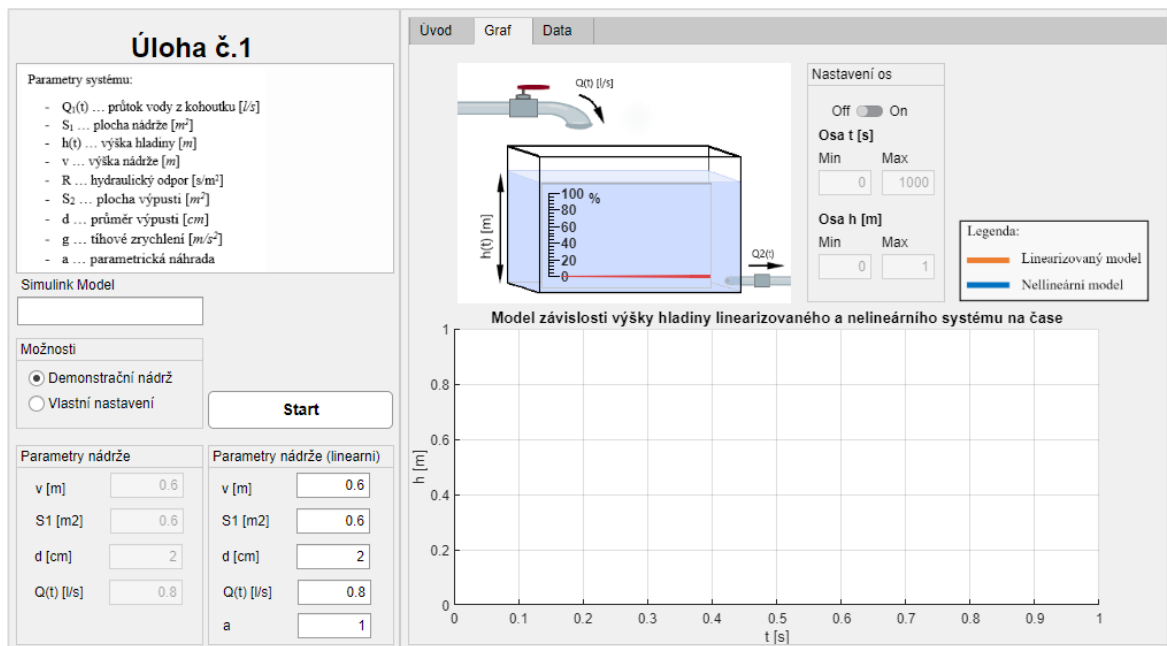 Úloha č.1
Parametry systému:
- Q₁(t) … průtok vody z kohoutku [l/s]
- S₁ … plocha nádrže [m²]
- h(t) … výška hladiny [m]
- v … výška nádrže [m]
- R … hydraulický odpor [s/m²]
- S₂ … plocha výpusti [m²]
- d … průměr výpusti [cm]
- g … tíhové zrychlení [m/s²]
- a … parametrická náhrada
Simulink Model
Možnosti
Demonstrační nádrž
Vlastní nastavení
Start
Parametry nádrže
v [m] 0.6
S1 [m2] 0.6
d [cm] 2
Q(t) [l/s] 0.8
Parametry nádrže (linearni)
v [m] 0.6
S1 [m2] 0.6
d [cm] 2
Q(t) [l/s] 0.8
a 1
Úvod Graf Data
Q(t) [l/s]
h(t) [m]
100 %
80
60
40
20
0
Q2(t)
Nastavení os
Off On
Osa t [s]
Min Max
0 1000
Osa h [m]
Min Max
0 1
Legenda:
Linearizovaný model
Nellineární model
Model závislosti výšky hladiny linearizovaného a nelineárního systému na čase
1
0.8
0.6
0.4
0.2
0
h [m]
0 0.1 0.2 0.3 0.4 0.5 0.6 0.7 0.8 0.9 1
t [s]